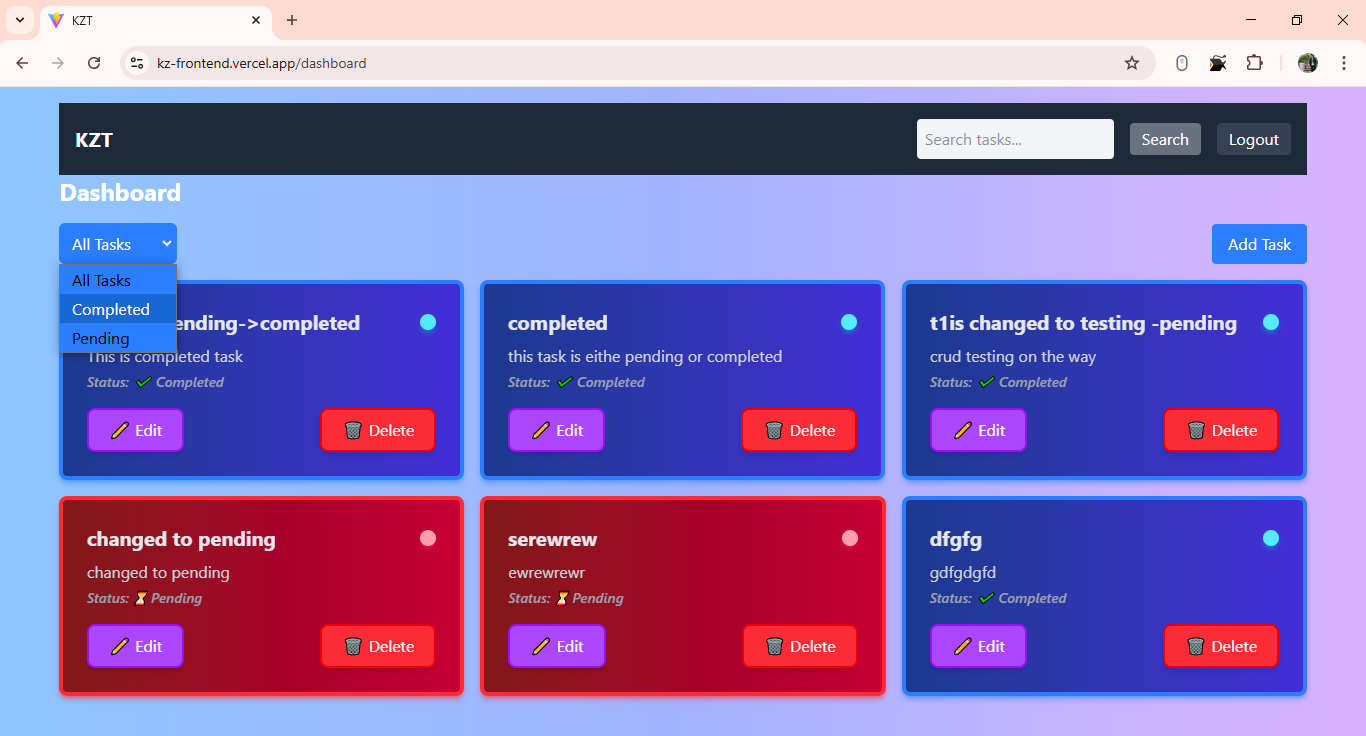 KZT
kz-frontend.vercel.app/dashboard
KZT
Search tasks...
Search
Logout
Dashboard
All Tasks
Add Task
All Tasks
Completed
Pending
ending->completed
This is completed task
Status: ✔ Completed
Edit
Delete
completed
this task is eithe pending or completed
Status: ✔ Completed
Edit
Delete
t1is changed to testing -pending
crud testing on the way
Status: ✔ Completed
Edit
Delete
changed to pending
changed to pending
Status: ⏳ Pending
Edit
Delete
serewrew
ewrewrewr
Status: ⏳ Pending
Edit
Delete
dfgfg
gdfgdgfd
Status: ✔ Completed
Edit
Delete